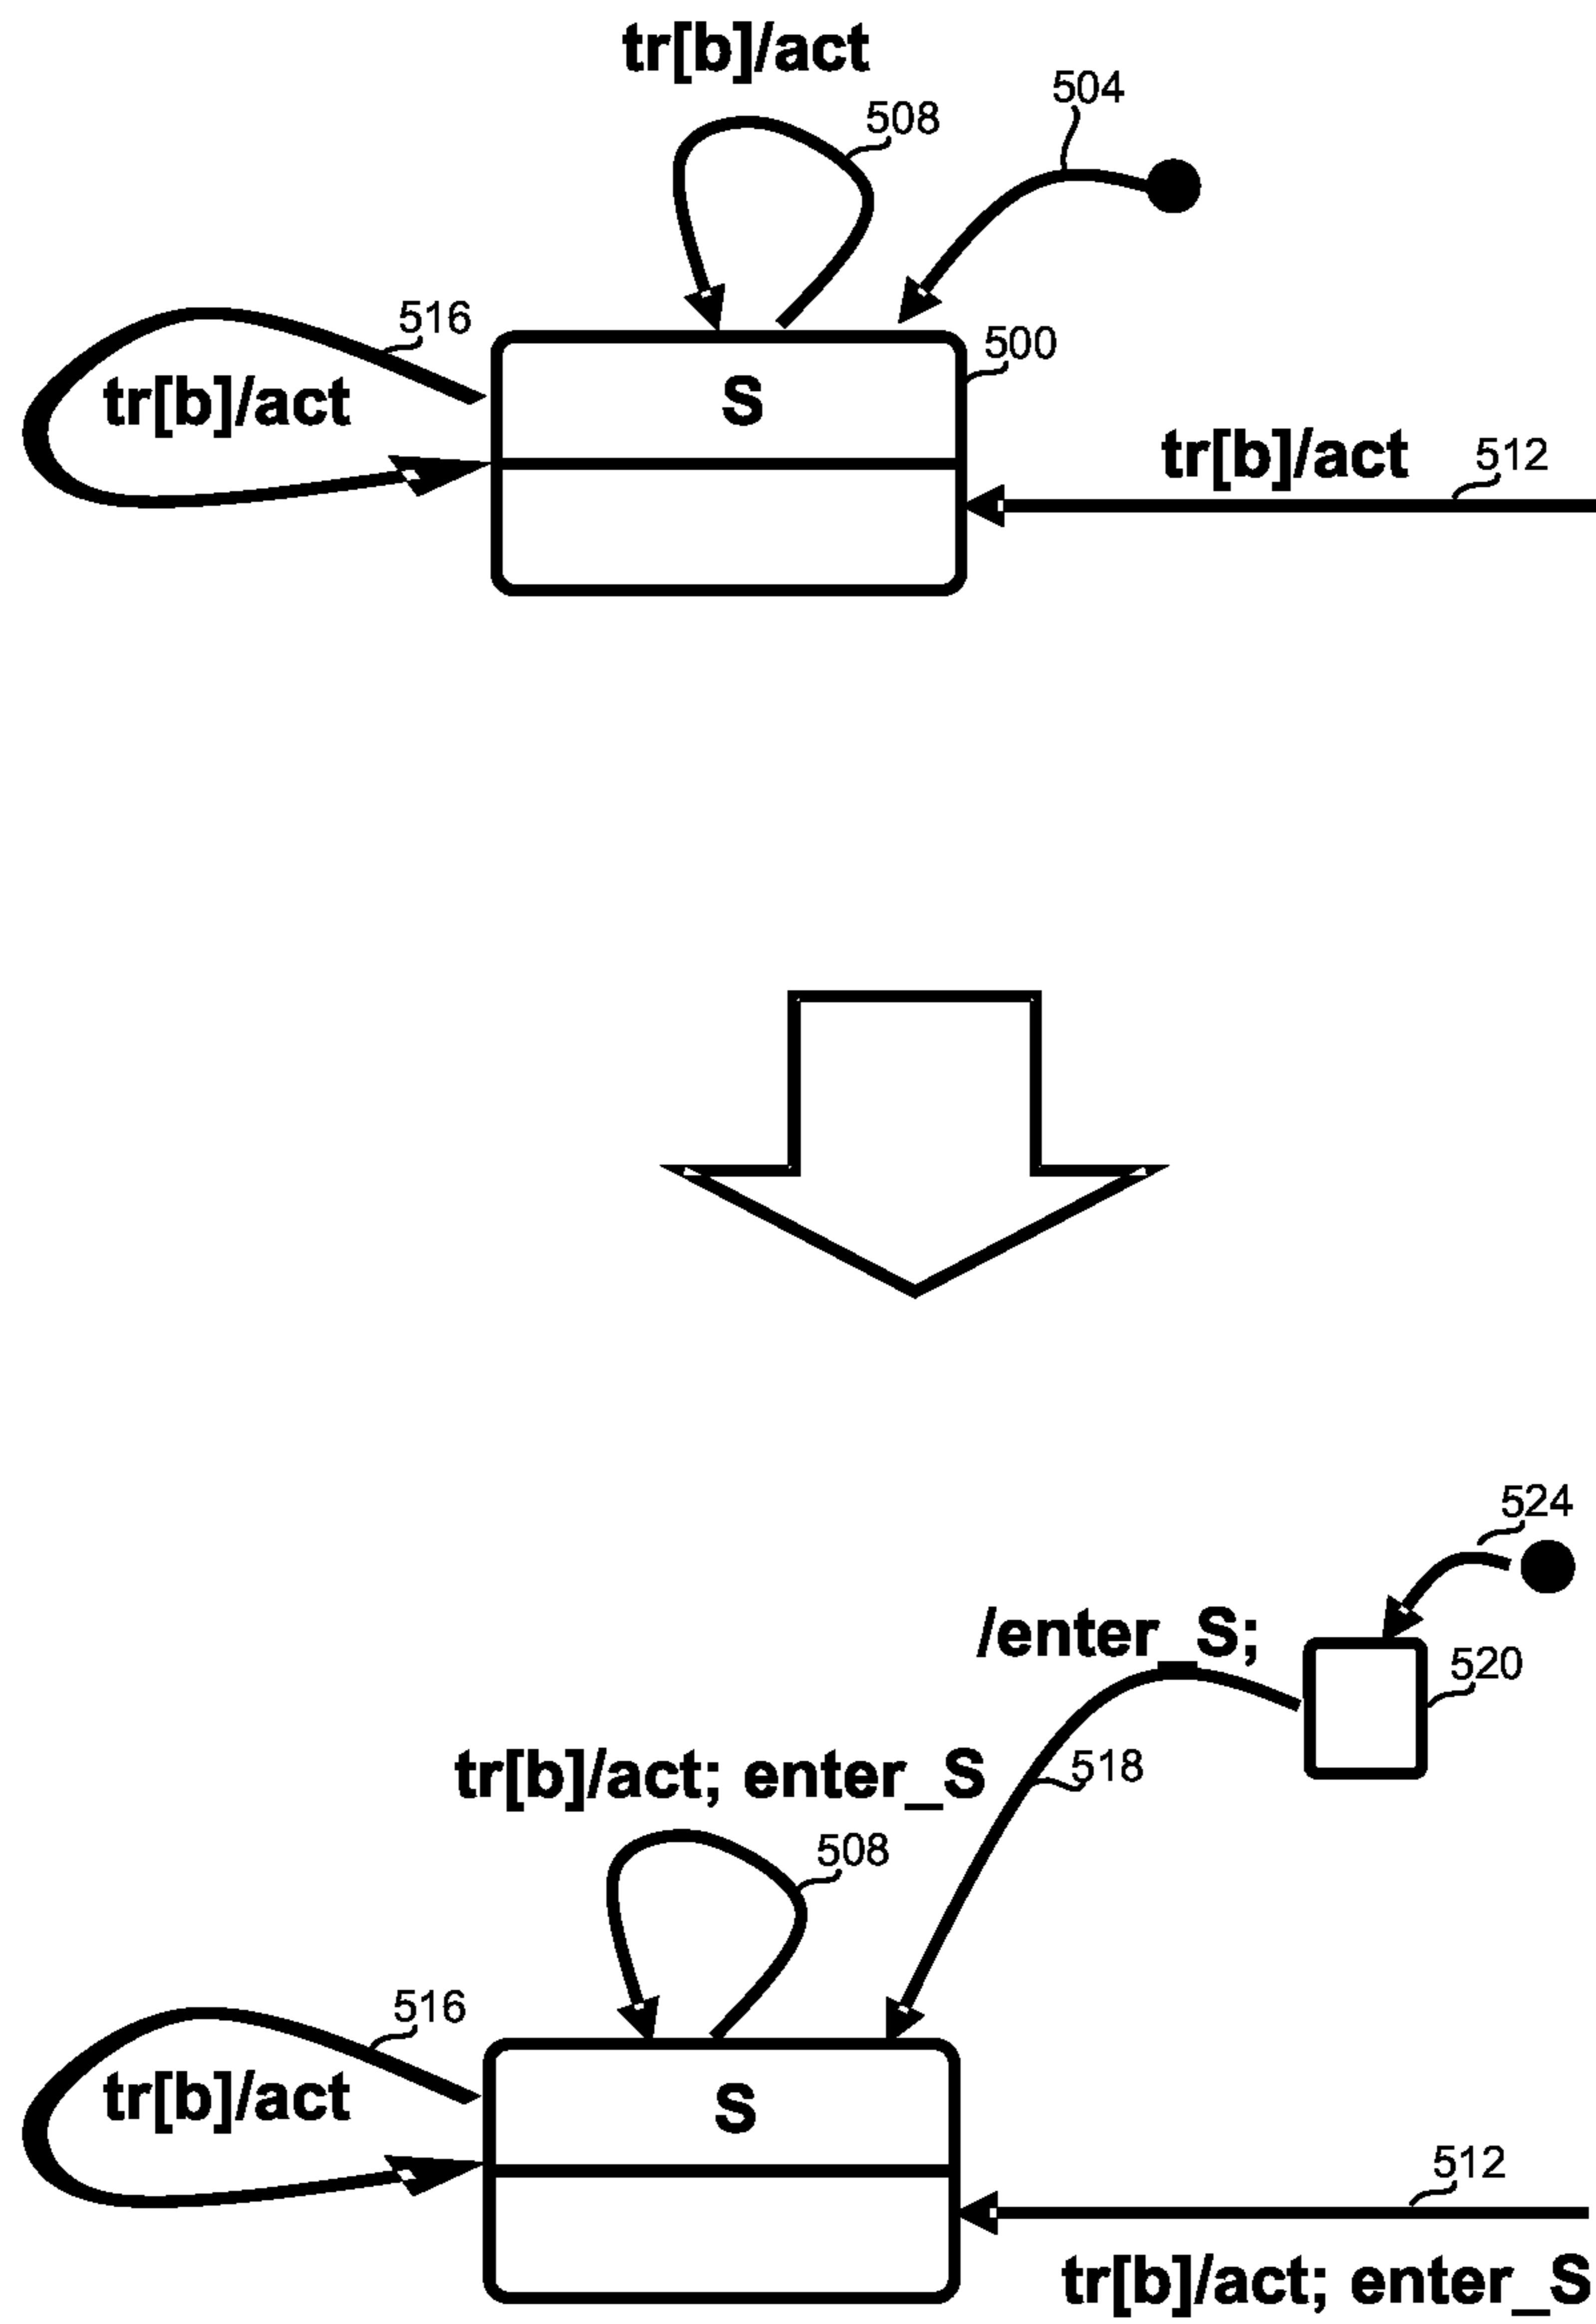 tr[b]/act
504
508
516
500
tr[b]/act
S
tr[b]/act
512
524
/enter_S;
520
tr[b]/act; enter_S
518
508
516
tr[b]/act
S
512
tr[b]/act; enter_S